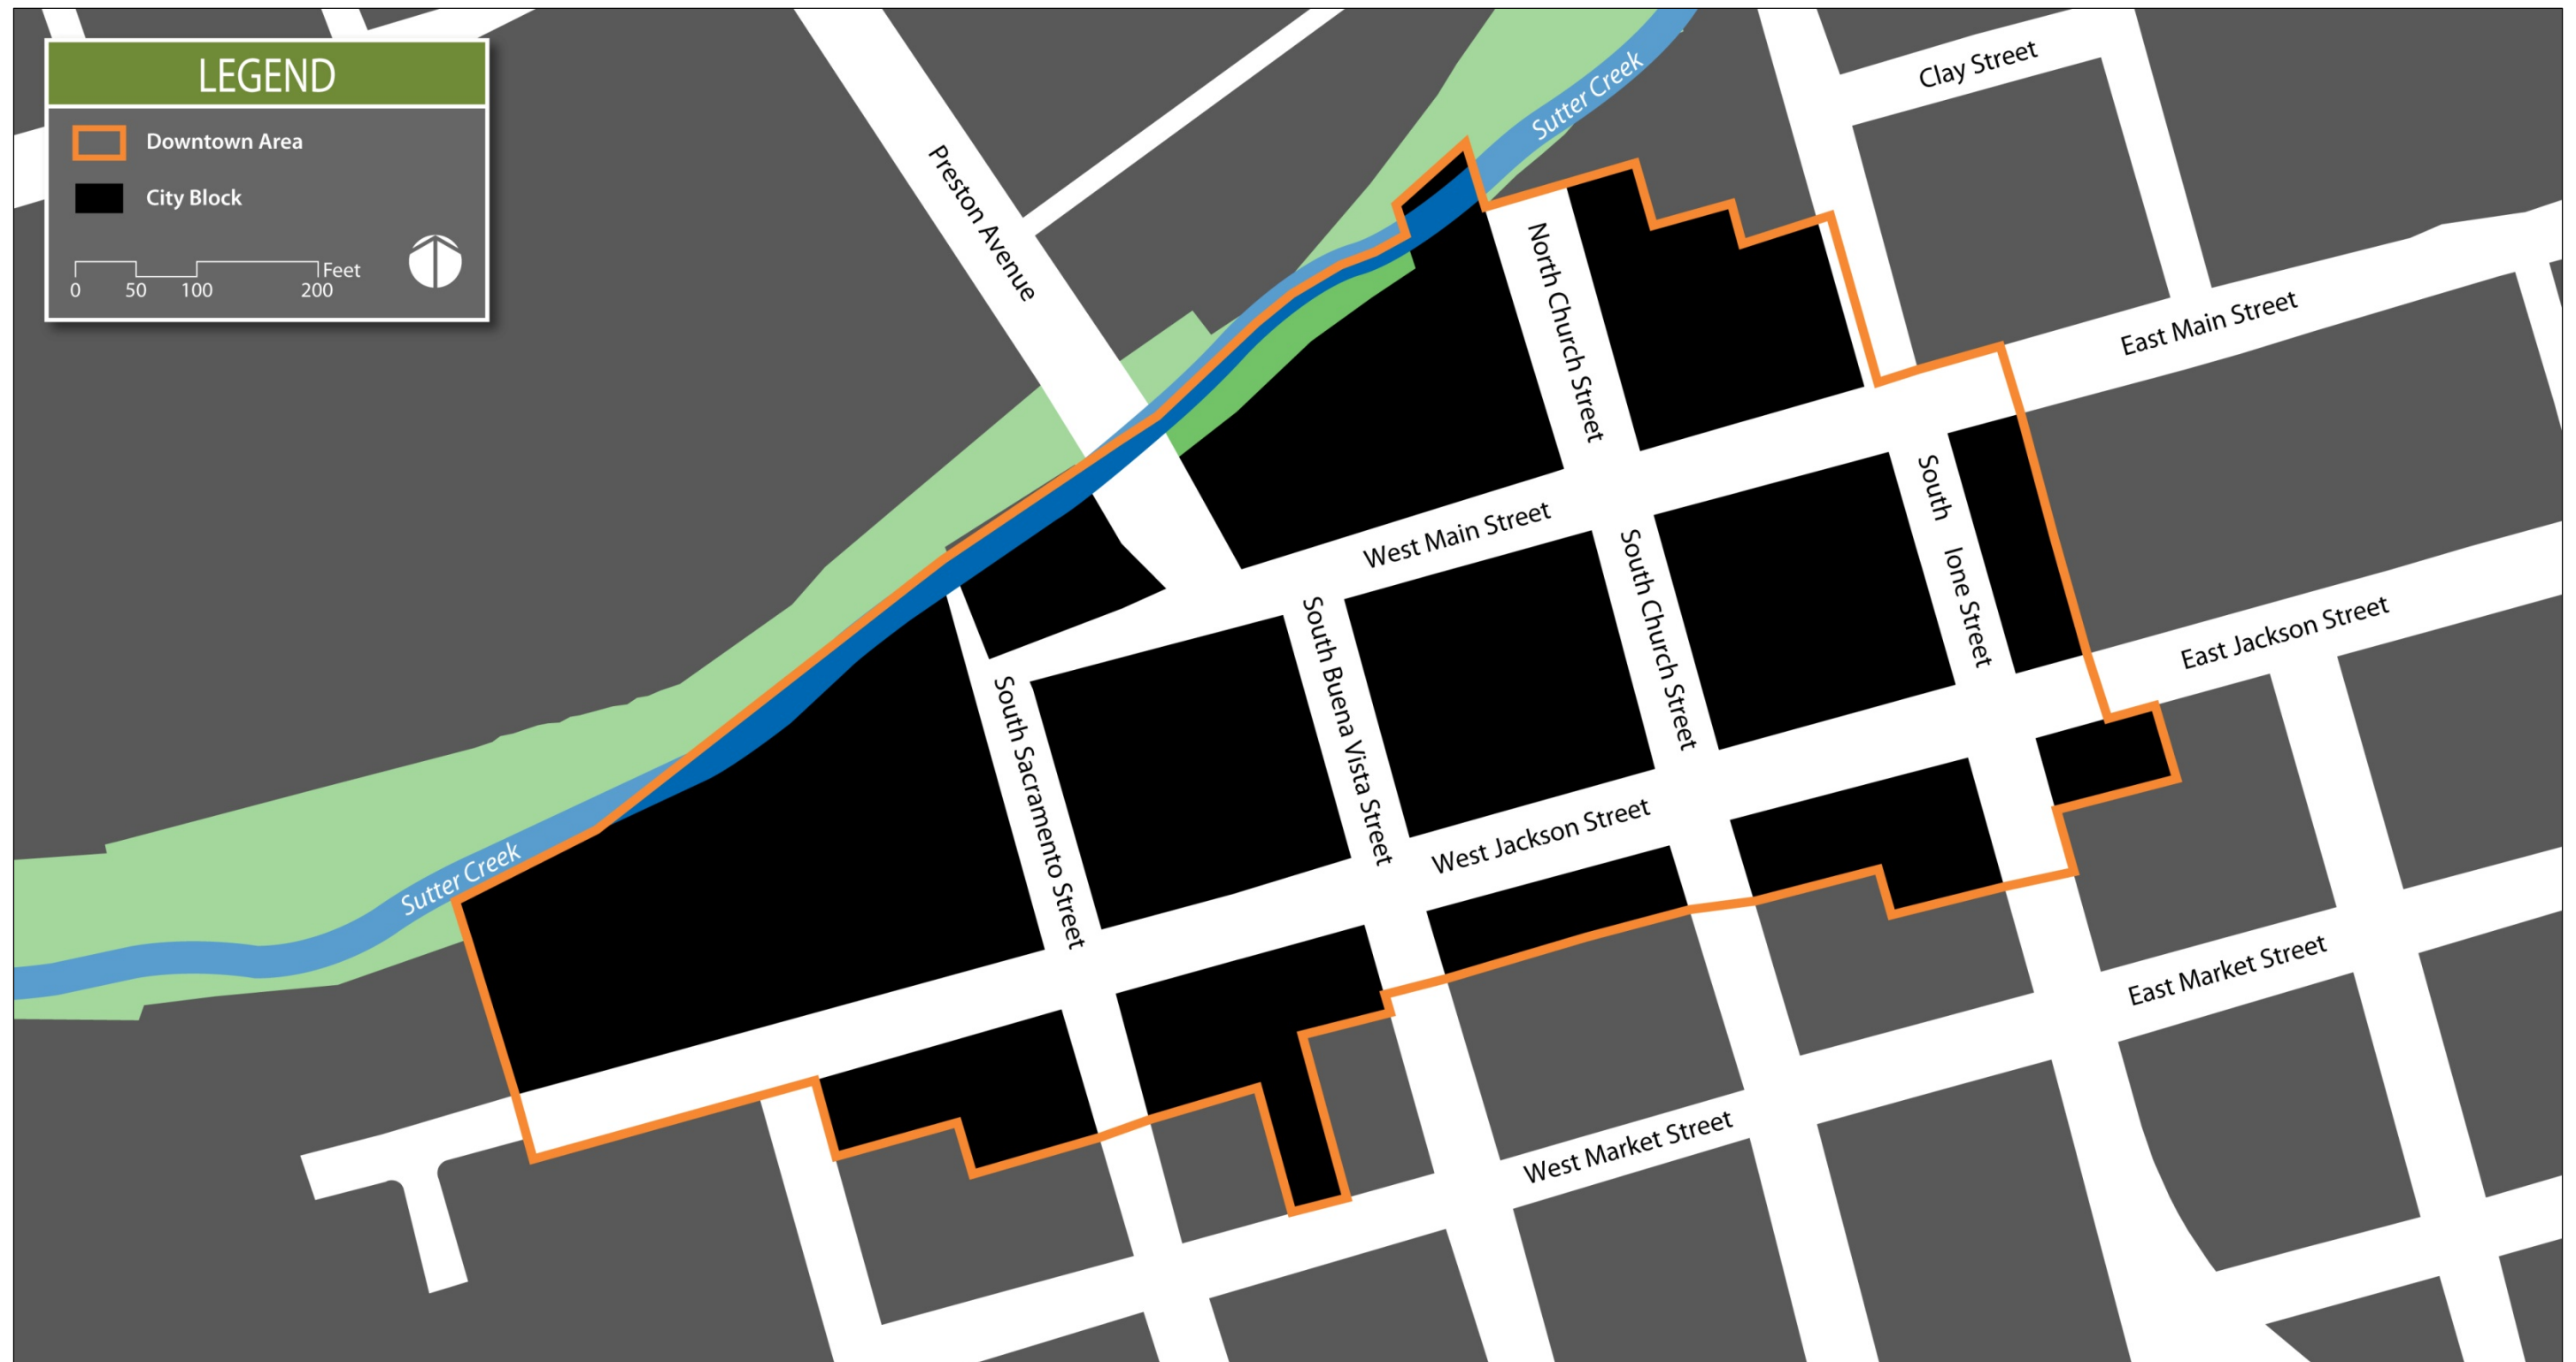 LEGEND
Downtown Area
City Block
Feet
0 50 100 200
Clay Street
Sutter Creek
Preston Avenue
North Church Street
East Main Street
West Main Street
South Ione Street
South Church Street
South Buena Vista Street
East Jackson Street
South Sacramento Street
West Jackson Street
Sutter Creek
East Market Street
West Market Street